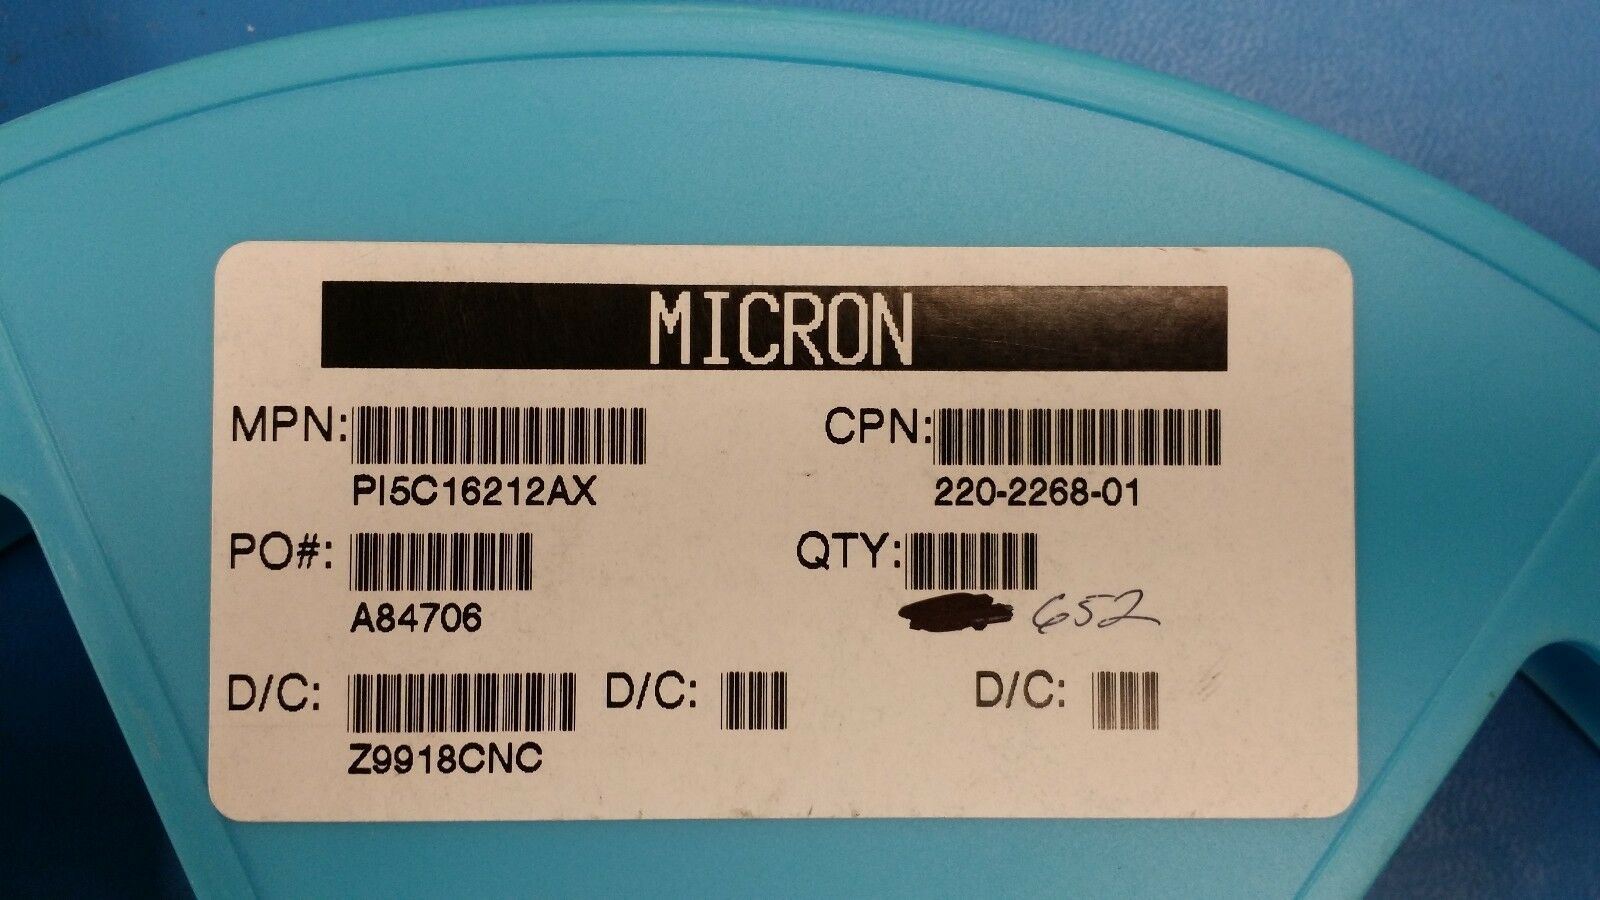 MICRON
MPN: CPN:
PI5C16212AX 220-2268-01
PO#: QTY:
A84706 652
D/C: D/C: D/C:
Z9918CNC